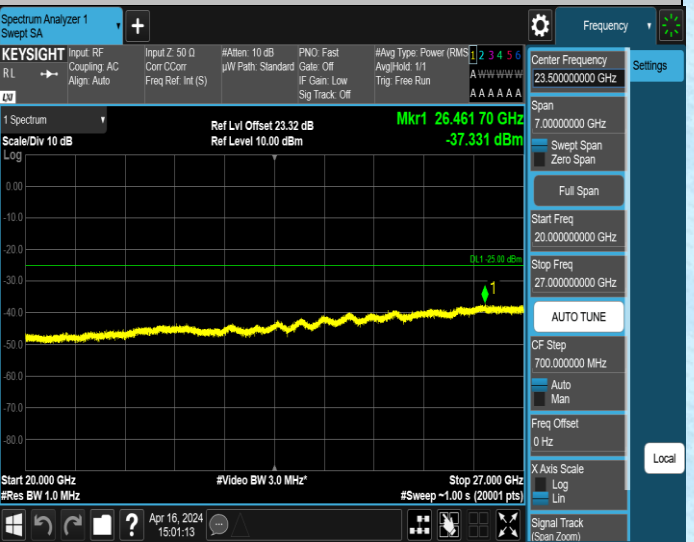 Spectrum Analyzer 1
Swept SA
Frequency
KEYSIGHT
RL
LXI
Input: RF
Coupling: AC
Align: Auto
Input Z: 50 Ω
Corr CCorr
Freq Ref: Int (S)
#Atten: 10 dB
µW Path: Standard
PNO: Fast
Gate: Off
IF Gain: Low
Sig Track: Off
#Avg Type: Power (RMS
Avg|Hold: 1/1
Trig: Free Run
1 2 3 4 5 6
A W W W W W
A A A A A A
1 Spectrum
Scale/Div 10 dB
Log
Ref Lvl Offset 23.32 dB
Ref Level 10.00 dBm
Mkr1 26.461 70 GHz
-37.331 dBm
0.00
-10.0
-20.0
DL1 -25.00 dBm
-30.0
1
-40.0
-50.0
-60.0
-70.0
-80.0
Start 20.000 GHz
#Res BW 1.0 MHz
#Video BW 3.0 MHz*
Stop 27.000 GHz
#Sweep ~1.00 s (20001 pts)
Center Frequency
23.500000000 GHz
Span
7.00000000 GHz
Swept Span
Zero Span
Full Span
Start Freq
20.000000000 GHz
Stop Freq
27.000000000 GHz
AUTO TUNE
CF Step
700.000000 MHz
Auto
Man
Freq Offset
0 Hz
X Axis Scale
Log
Lin
Signal Track
(Span Zoom)
Settings
Local
?
Apr 16, 2024
15:01:13